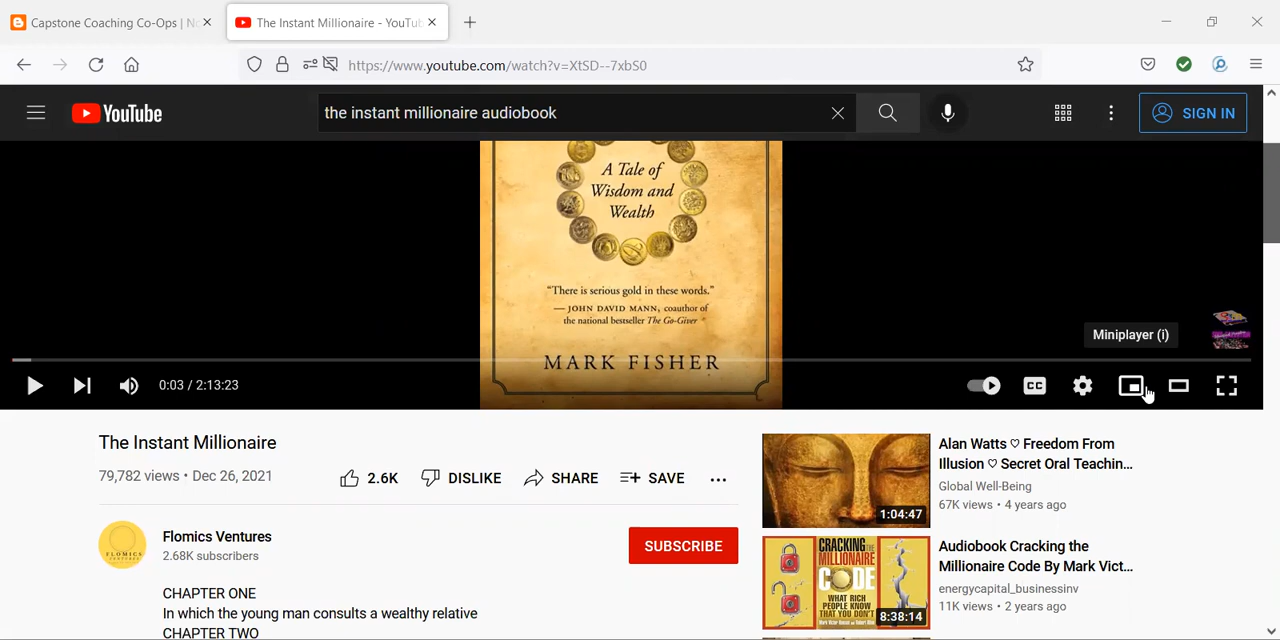 Capstone Coaching Co-Ops | N
The Instant Millionaire - YouTu
https://www.youtube.com/watch?v=XtSD--7xbS0
YouTube
the instant millionaire audiobook
SIGN IN
A Tale of
Wisdom and
Wealth
“There is serious gold in these words.”
— JOHN DAVID MANN, coauthor of
the national bestseller The Go-Giver
MARK FISHER
Miniplayer (i)
0:03 / 2:13:23
CC
The Instant Millionaire
79,782 views • Dec 26, 2021
2.6K
DISLIKE
SHARE
SAVE
FLOMICS
Flomics Ventures
2.68K subscribers
SUBSCRIBE
CHAPTER ONE
In which the young man consults a wealthy relative
CHAPTER TWO
1:04:47
Alan Watts ♡ Freedom From
Illusion ♡ Secret Oral Teachin...
Global Well-Being
67K views • 4 years ago
CRACKING THE
MILLIONAIRE
CODE
WHAT RICH
PEOPLE KNOW
THAT YOU DON'T
8:38:14
Audiobook Cracking the
Millionaire Code By Mark Vict...
energycapital_businessinv
11K views • 2 years ago